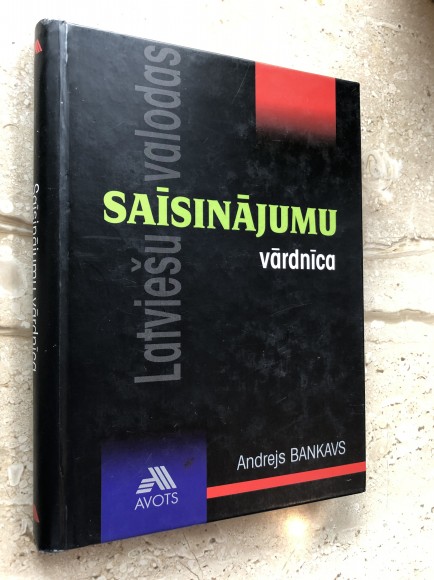 Latviešu valodas
SAĪSINĀJUMU
vārdnīca
Andrejs BANKAVS
AVOTS
Saīsinājumu vārdnīca